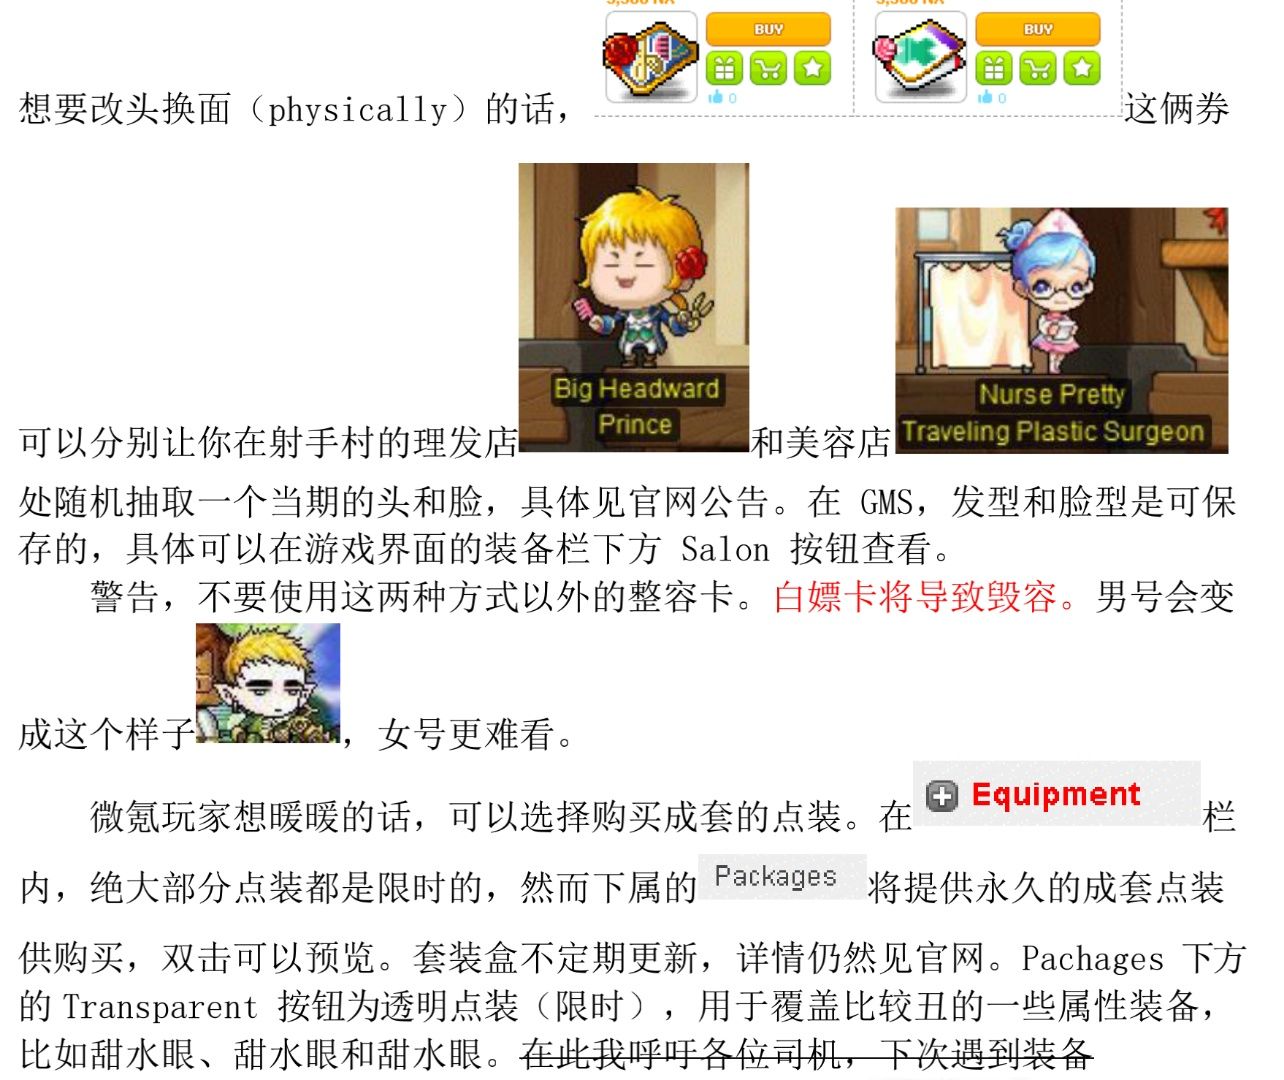 BUY BUY
0 0
想要改头换面（physically）的话，这俩券
Big Headward
Prince
Nurse Pretty
Traveling Plastic Surgeon
可以分别让你在射手村的理发店和美容店
处随机抽取一个当期的头和脸，具体见官网公告。在 GMS，发型和脸型是可保
存的，具体可以在游戏界面的装备栏下方 Salon 按钮查看。
警告，不要使用这两种方式以外的整容卡。白嫖卡将导致毁容。男号会变
成这个样子，女号更难看。
微氪玩家想暖暖的话，可以选择购买成套的点装。在 Equipment 栏
内，绝大部分点装都是限时的，然而下属的 Packages 将提供永久的成套点装
供购买，双击可以预览。套装盒不定期更新，详情仍然见官网。Pachages 下方
的 Transparent 按钮为透明点装（限时），用于覆盖比较丑的一些属性装备，
比如甜水眼、甜水眼和甜水眼。在此我呼吁各位司机，下次遇到装备